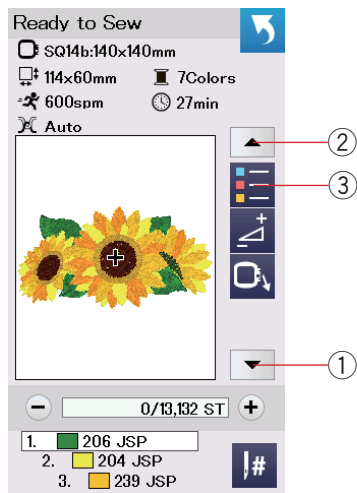 Ready to Sew
SQ14b:140x140mm
114x60mm 7Colors
600spm 27min
Auto
②
③
①
0/13,132 ST
1. 206 JSP
2. 204 JSP
3. 239 JSP
#